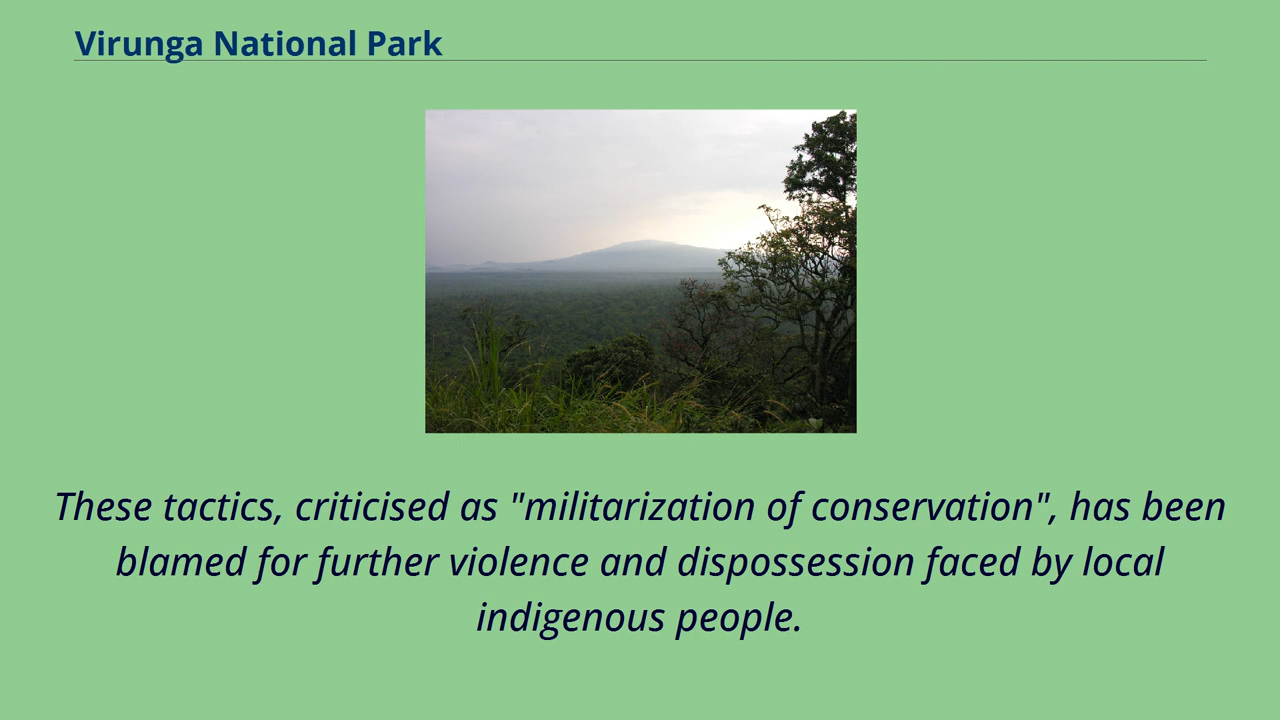 Virunga National Park
These tactics, criticised as "militarization of conservation", has been
blamed for further violence and dispossession faced by local
indigenous people.